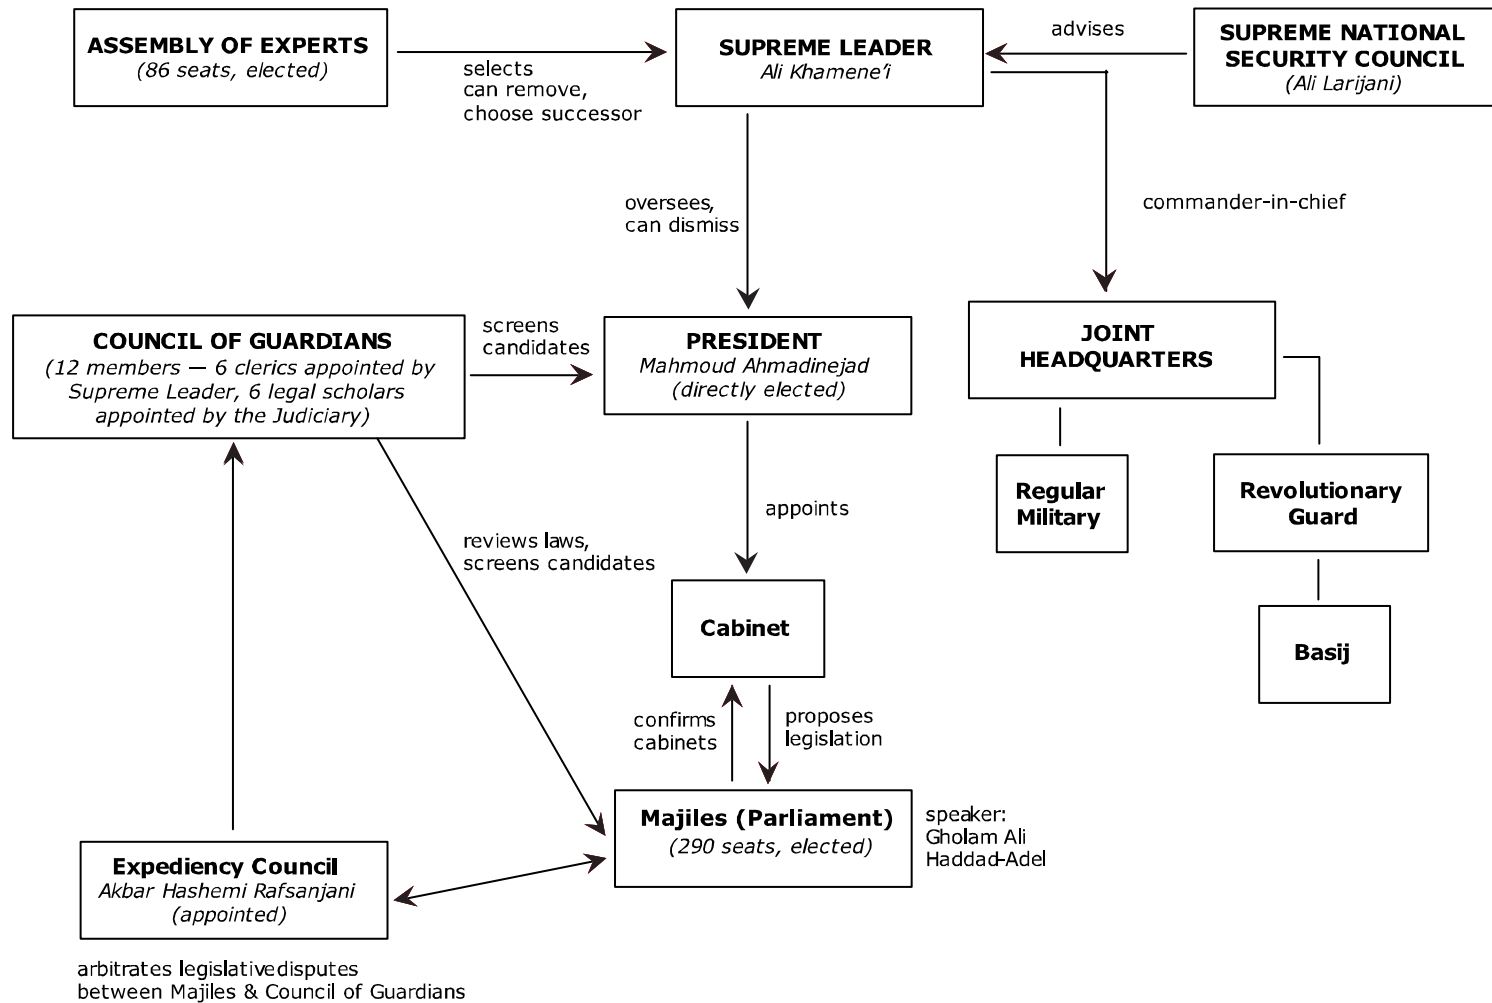 ASSEMBLY OF EXPERTS
(86 seats, elected)
selects
can remove,
choose successor
SUPREME LEADER
Ali Khamene'i
advises
SUPREME NATIONAL
SECURITY COUNCIL
(Ali Larijani)
oversees,
can dismiss
commander-in-chief
COUNCIL OF GUARDIANS
(12 members — 6 clerics appointed by
Supreme Leader, 6 legal scholars
appointed by the Judiciary)
screens
candidates
PRESIDENT
Mahmoud Ahmadinejad
(directly elected)
JOINT
HEADQUARTERS
Regular
Military
Revolutionary
Guard
Basij
appoints
reviews laws,
screens candidates
Cabinet
confirms
cabinets
proposes
legislation
Majiles (Parliament)
(290 seats, elected)
speaker:
Gholam Ali
Haddad-Adel
Expediency Council
Akbar Hashemi Rafsanjani
(appointed)
arbitrates legislativedisputes
between Majiles & Council of Guardians